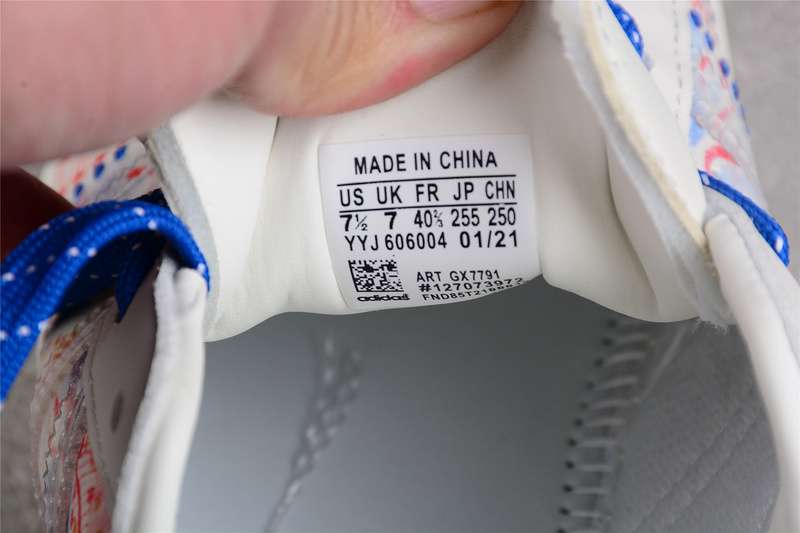 MADE IN CHINA
US UK FR JP CHN
7½ 7 40⅔ 255 250
YYJ 606004 01/21
ART GX7791
#127073972
adidas